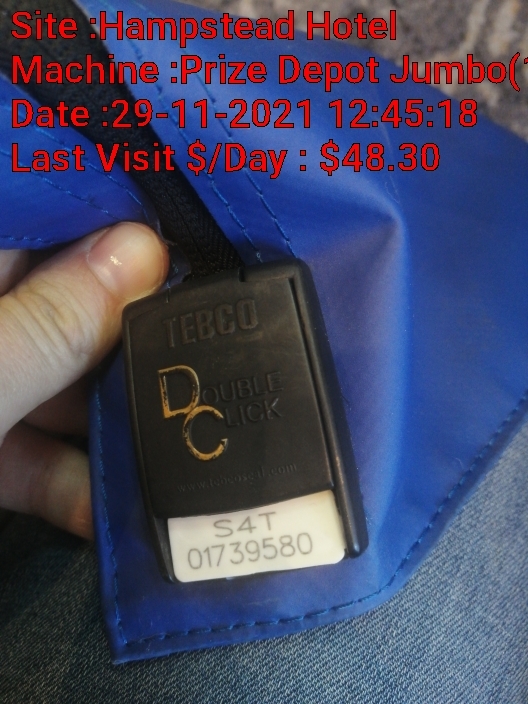 Site :Hampstead Hotel
Machine :Prize Depot Jumbo(
Date :29-11-2021 12:45:18
Last Visit $/Day : $48.30
TEBCO
DOUBLE
CLICK
S4T
01739580